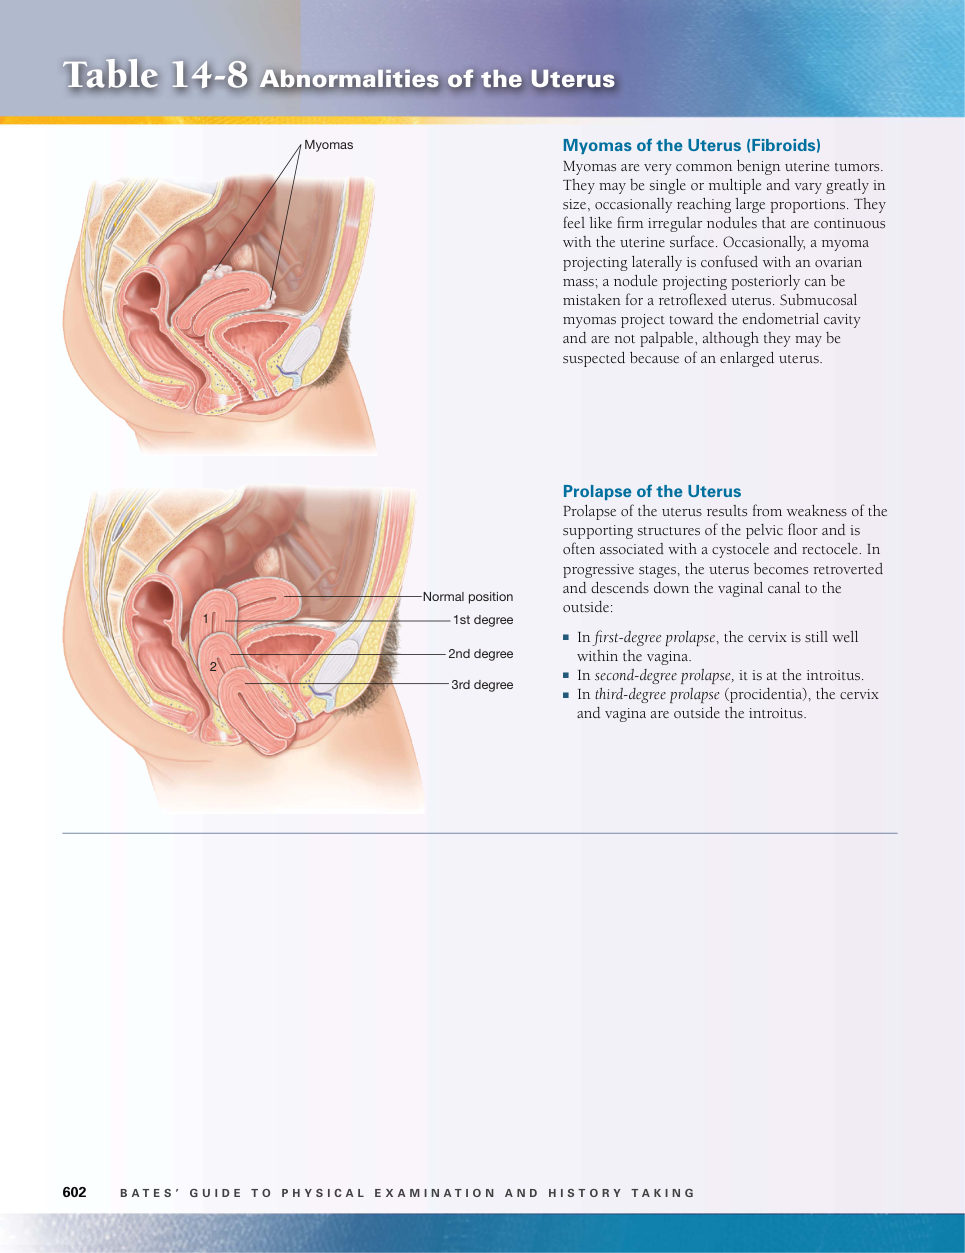 Table 14-8 Abnormalities of the Uterus
Myomas
Myomas of the Uterus (Fibroids)
Myomas are very common benign uterine tumors.
They may be single or multiple and vary greatly in
size, occasionally reaching large proportions. They
feel like firm irregular nodules that are continuous
with the uterine surface. Occasionally, a myoma
projecting laterally is confused with an ovarian
mass; a nodule projecting posteriorly can be
mistaken for a retroflexed uterus. Submucosal
myomas project toward the endometrial cavity
and are not palpable, although they may be
suspected because of an enlarged uterus.
Normal position
1
1st degree
2nd degree
2
3rd degree
Prolapse of the Uterus
Prolapse of the uterus results from weakness of the
supporting structures of the pelvic floor and is
often associated with a cystocele and rectocele. In
progressive stages, the uterus becomes retroverted
and descends down the vaginal canal to the
outside:
■ In first-degree prolapse, the cervix is still well
within the vagina.
■ In second-degree prolapse, it is at the introitus.
■ In third-degree prolapse (procidentia), the cervix
and vagina are outside the introitus.
602 BATES' GUIDE TO PHYSICAL EXAMINATION AND HISTORY TAKING